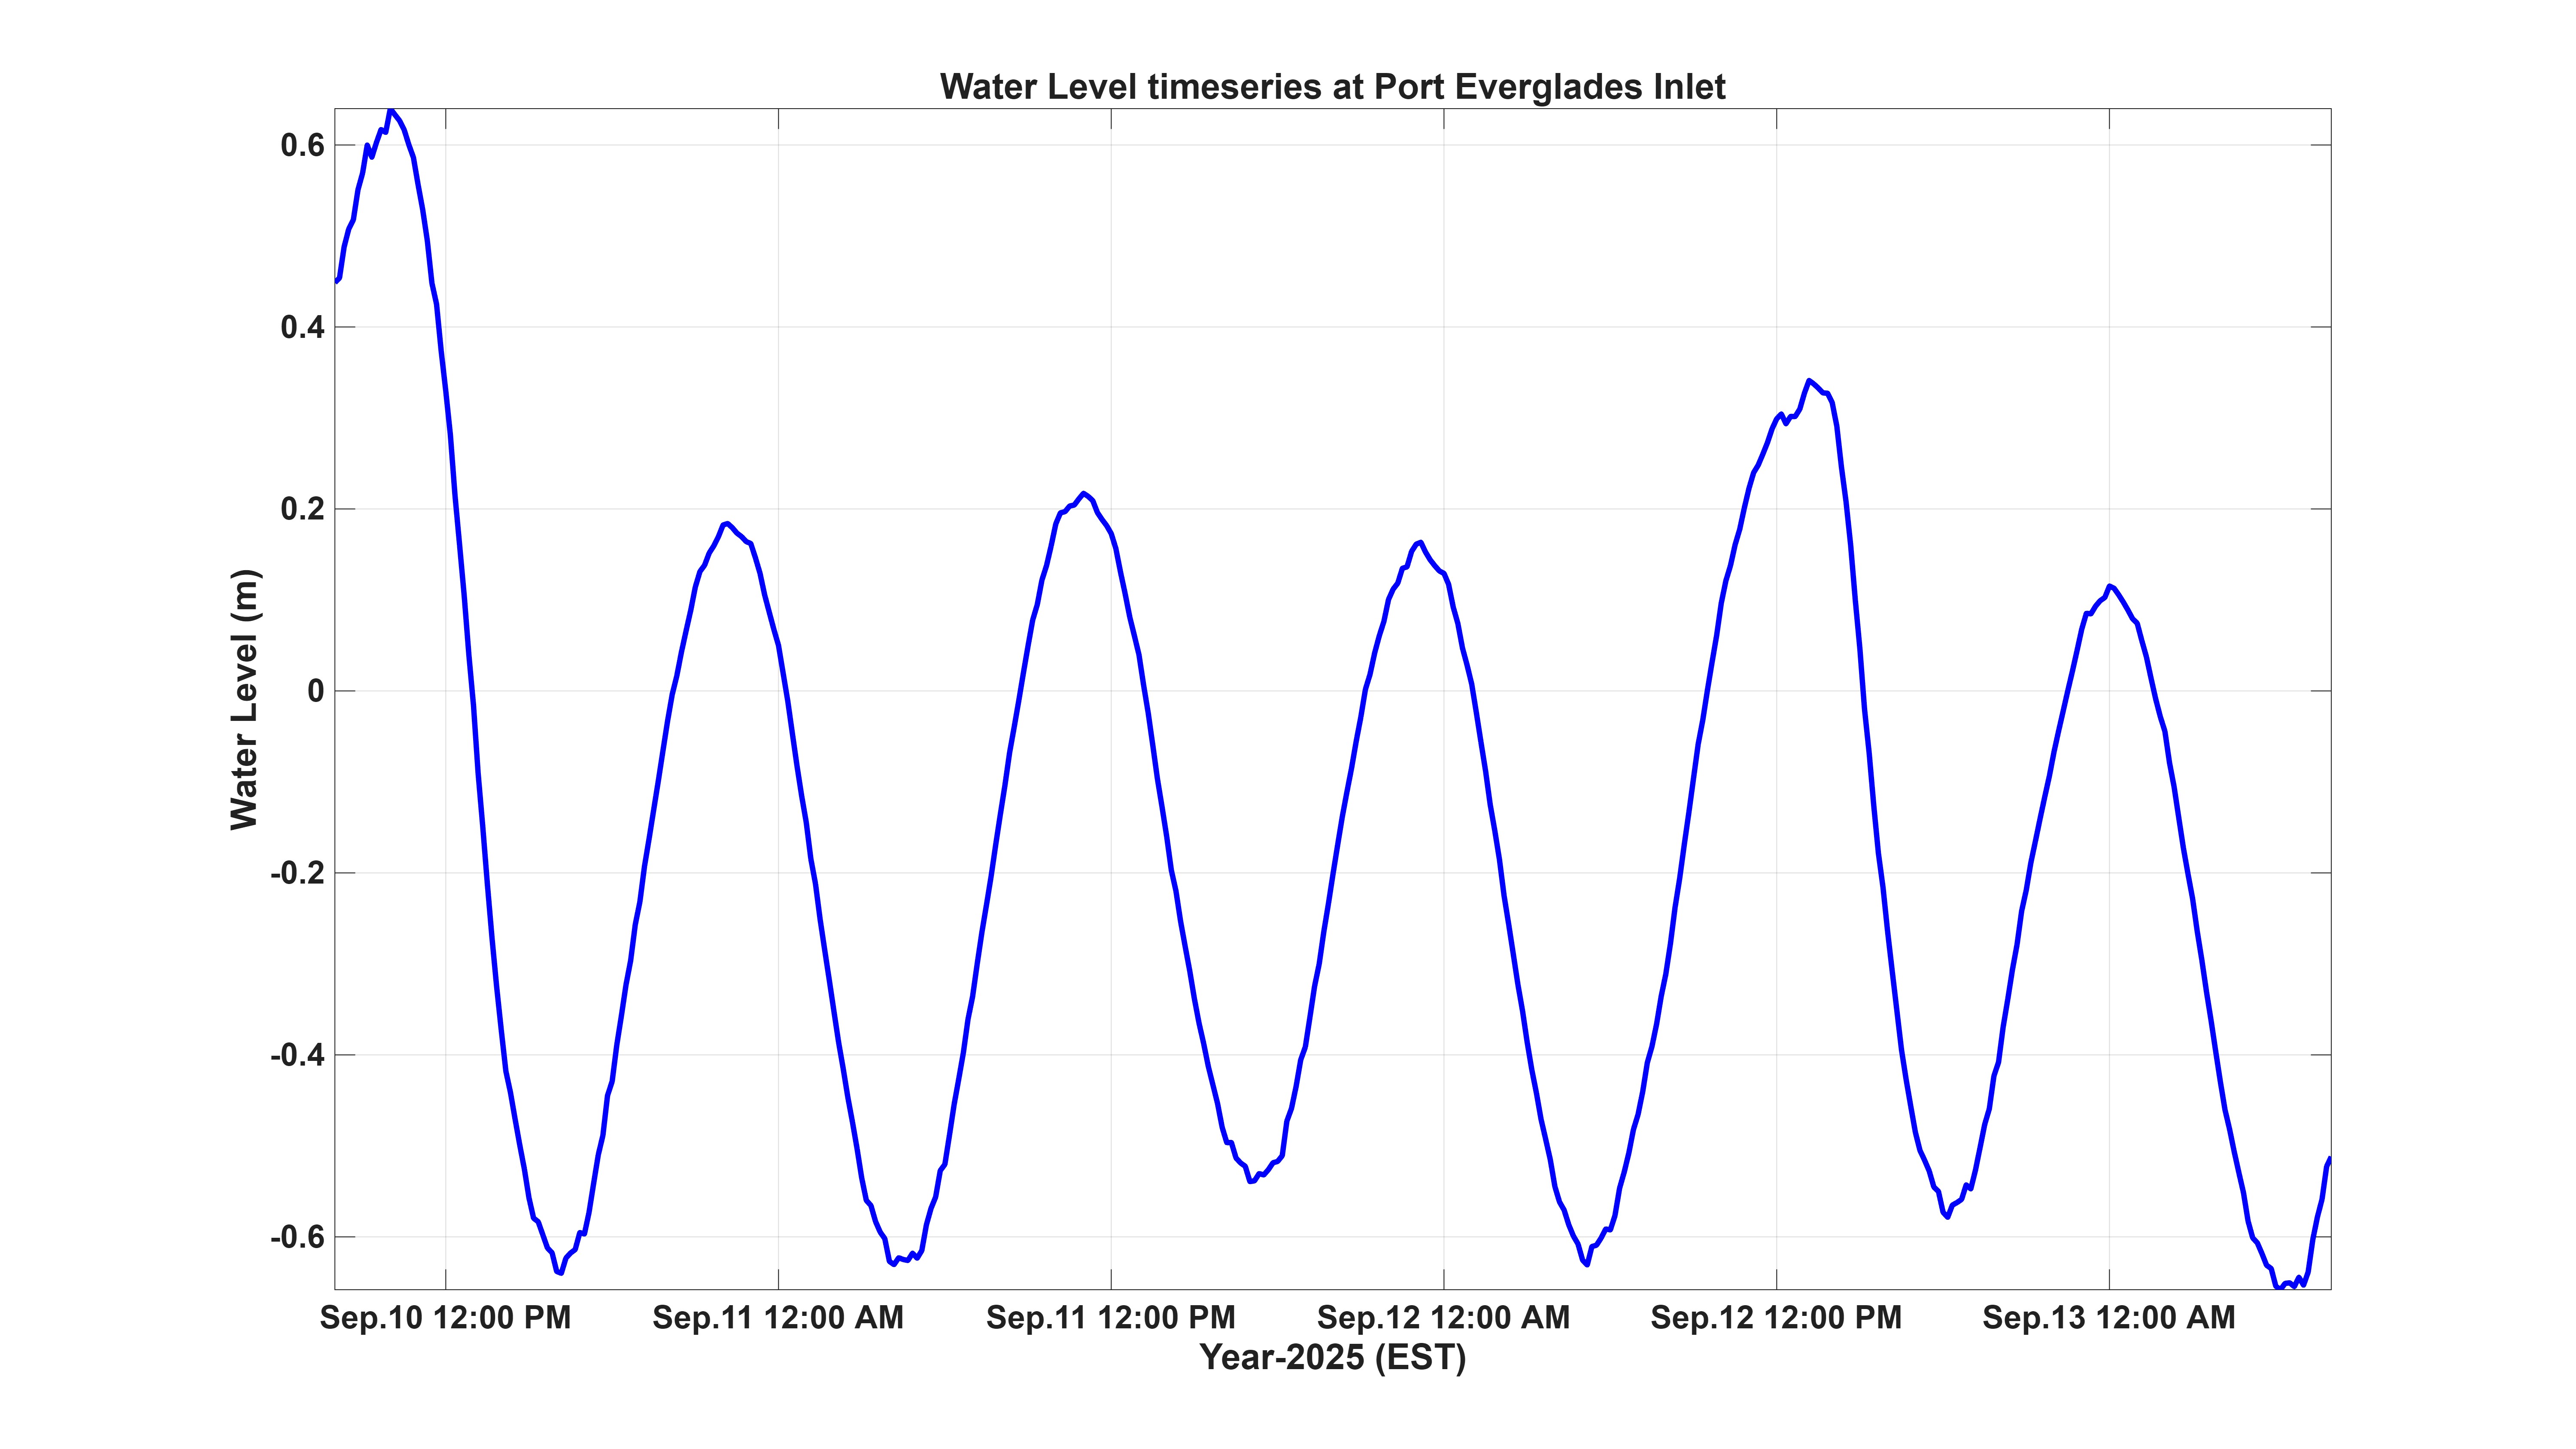 Water Level timeseries at Port Everglades Inlet
0.6
0.4
0.2
0
-0.2
-0.4
-0.6
Water Level (m)
Sep.10 12:00 PM Sep.11 12:00 AM Sep.11 12:00 PM Sep.12 12:00 AM Sep.12 12:00 PM Sep.13 12:00 AM
Year-2025 (EST)